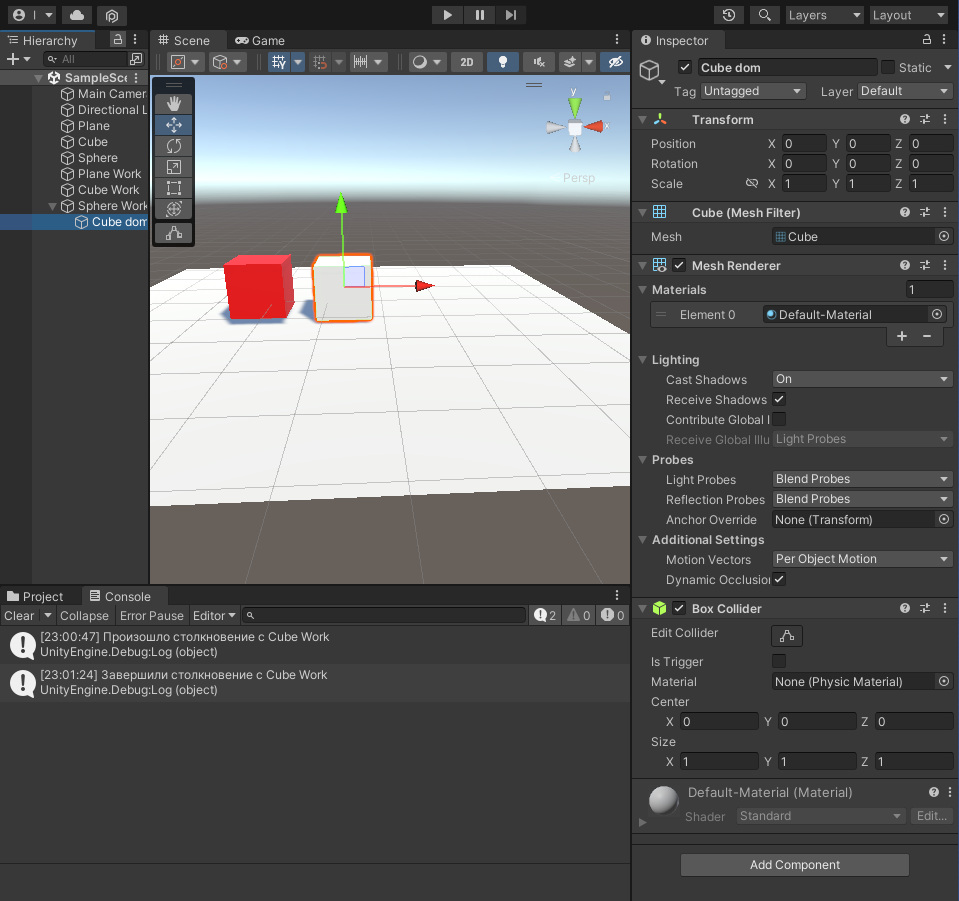 Layers
Layout
Hierarchy
All
SampleSce
Main Camer
Directional L
Plane
Cube
Sphere
Plane Work
Cube Work
Sphere Work
Cube dom
Scene
Game
2D
y
x
Persp
Inspector
Cube dom
Static
Tag
Untagged
Layer
Default
Transform
Position X 0 Y 0 Z 0
Rotation X 0 Y 0 Z 0
Scale X 1 Y 1 Z 1
Cube (Mesh Filter)
Mesh Cube
Mesh Renderer
Materials 1
Element 0 Default-Material
Lighting
Cast Shadows On
Receive Shadows
Contribute Global I
Receive Global Illu Light Probes
Probes
Light Probes Blend Probes
Reflection Probes Blend Probes
Anchor Override None (Transform)
Additional Settings
Motion Vectors Per Object Motion
Dynamic Occlusion
Box Collider
Edit Collider
Is Trigger
Material None (Physic Material)
Center
X 0 Y 0 Z 0
Size
X 1 Y 1 Z 1
Default-Material (Material)
Shader Standard Edit...
Add Component
Project
Console
Clear Collapse Error Pause Editor 2 0 0
[23:00:47] Произошло столкновение с Cube Work
UnityEngine.Debug:Log (object)
[23:01:24] Завершили столкновение с Cube Work
UnityEngine.Debug:Log (object)